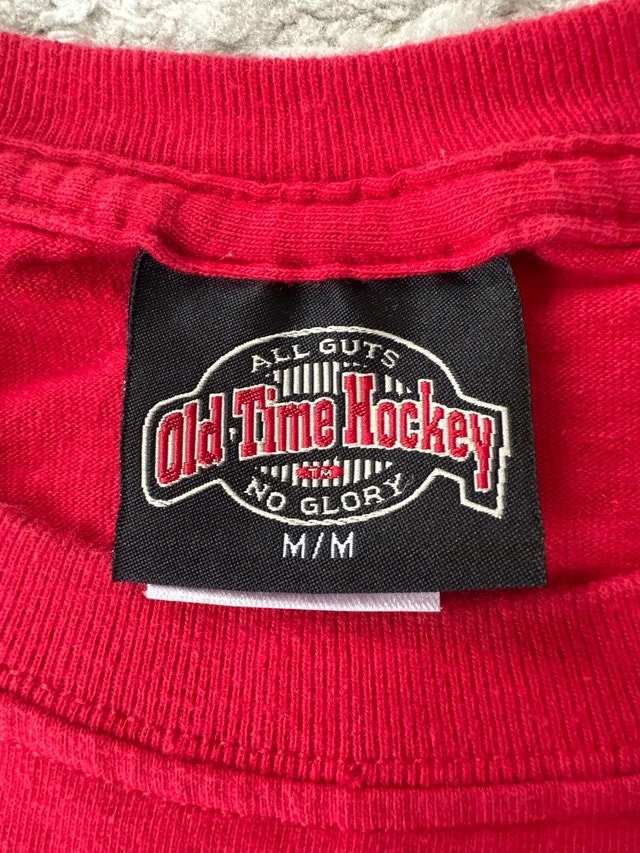 ALL GUTS
Old Time Hockey
TM
NO GLORY
M/M